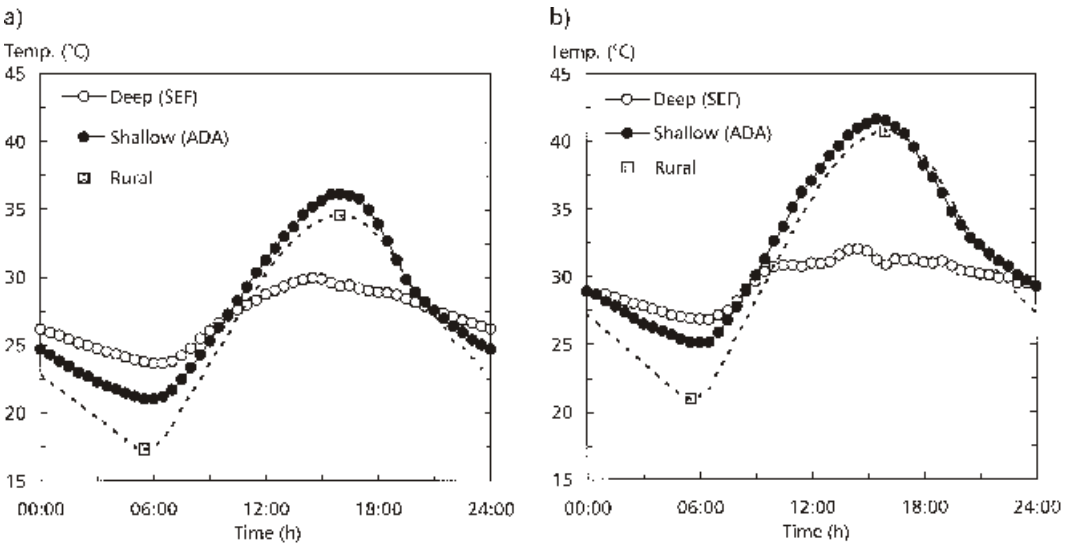 a)
Temp. (°C)
45
40
35
30
25
20
15
Deep (SEF)
Shallow (ADA)
Rural
00:00 06:00 12:00 18:00 24:00
Time (h)
b)
Temp. (°C)
45
40
35
30
25
20
15
Deep (SEF)
Shallow (ADA)
Rural
00:00 06:00 12:00 18:00 24:00
Time (h)